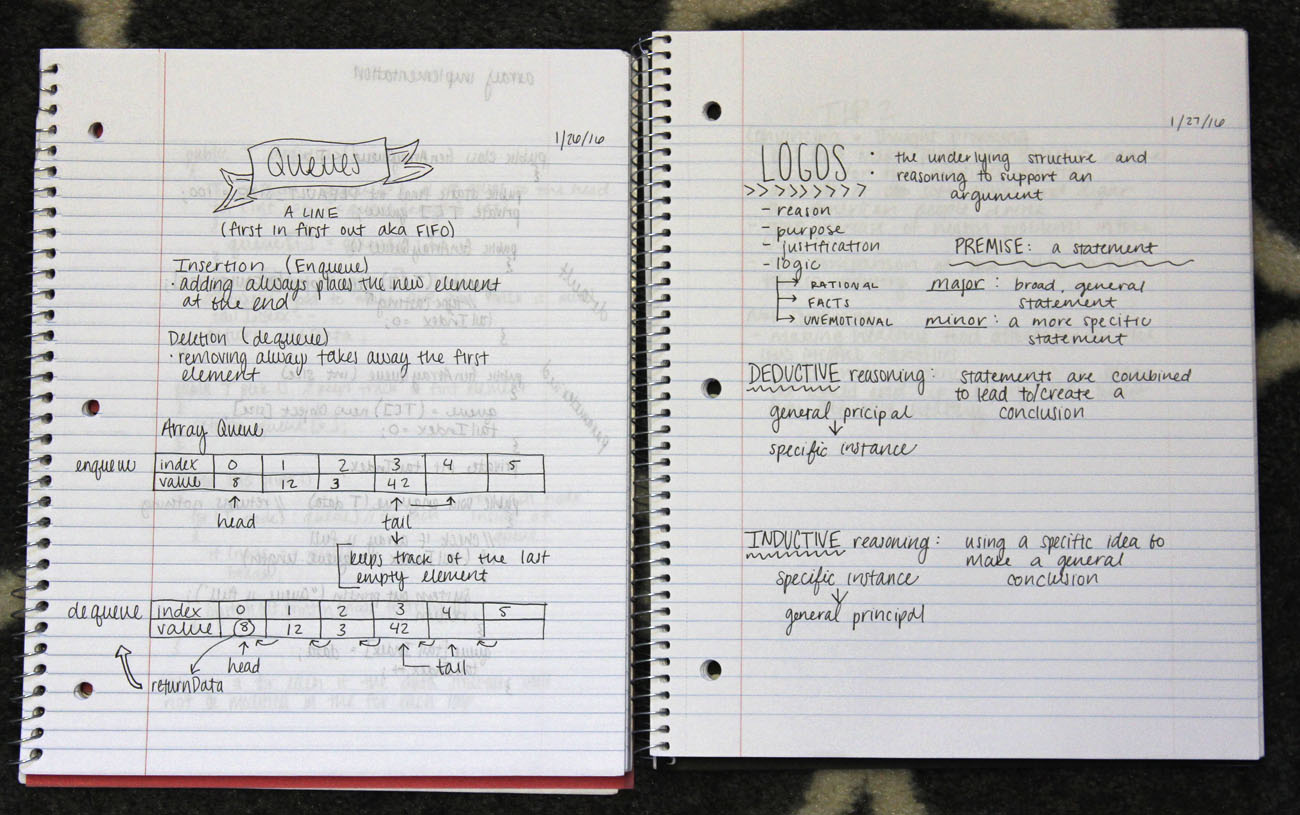 1/26/16
Queues
A LINE
(first in first out aka FIFO)
Insertion (Enqueue)
• adding always places the new element
at the end
Deletion (dequeue)
• removing always takes away the first
element
Array Queue
enqueue index 0 1 2 3 4 5
value 8 12 3 42
head tail
keeps track of the last
empty element
dequeue index 0 1 2 3 4 5
value 8 12 3 42
head tail
returnData
1/27/16
LOGOS : the underlying structure and
reasoning to support an
argument
- reason
- purpose
- justification
- logic
RATIONAL
FACTS
UNEMOTIONAL
PREMISE: a statement
major: broad, general
statement
minor: a more specific
statement
DEDUCTIVE reasoning: statements are combined
to lead to/create a
conclusion
general pricipal
specific instance
INDUCTIVE reasoning: using a specific idea to
make a general
conclusion
specific instance
general principal